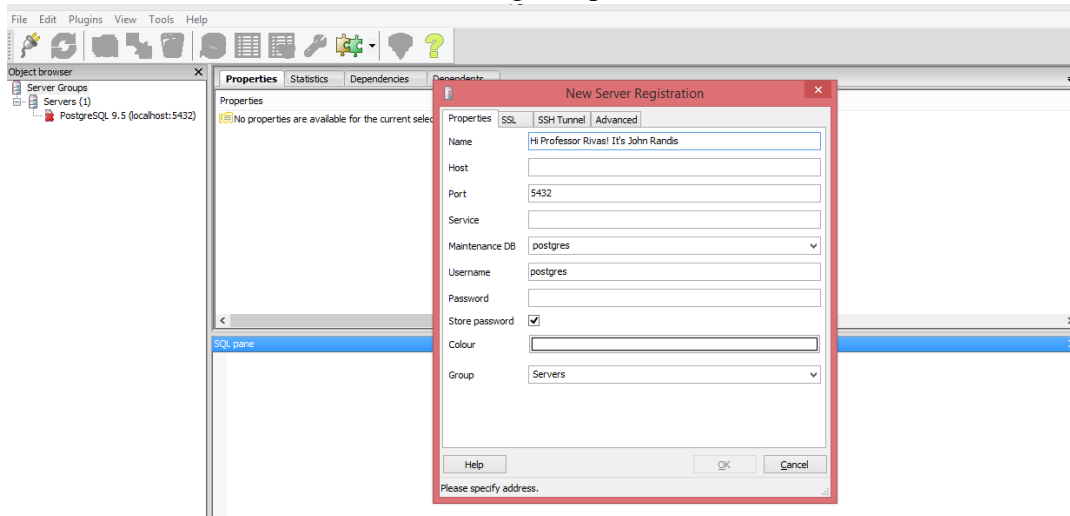 File Edit Plugins View Tools Help
Object browser X
Server Groups
Servers (1)
PostgreSQL 9.5 (localhost:5432)
Properties Statistics Dependencies Dependents
Properties
No properties are available for the current selec
SQL pane
New Server Registration
Properties SSL SSH Tunnel Advanced
Name Hi Professor Rivas! It's John Randis
Host
Port 5432
Service
Maintenance DB postgres
Username postgres
Password
Store password
Colour
Group Servers
Help OK Cancel
Please specify address.